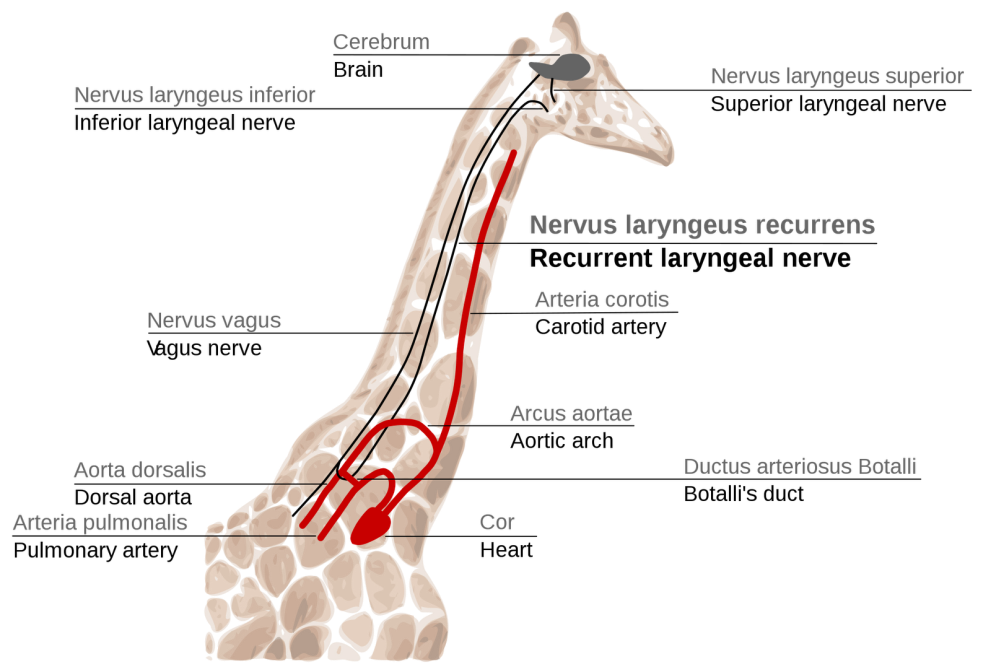 Cerebrum
Brain
Nervus laryngeus superior
Superior laryngeal nerve
Nervus laryngeus inferior
Inferior laryngeal nerve
Nervus laryngeus recurrens
Recurrent laryngeal nerve
Arteria corotis
Carotid artery
Nervus vagus
Vagus nerve
Arcus aortae
Aortic arch
Aorta dorsalis
Dorsal aorta
Ductus arteriosus Botalli
Botalli's duct
Arteria pulmonalis
Pulmonary artery
Cor
Heart